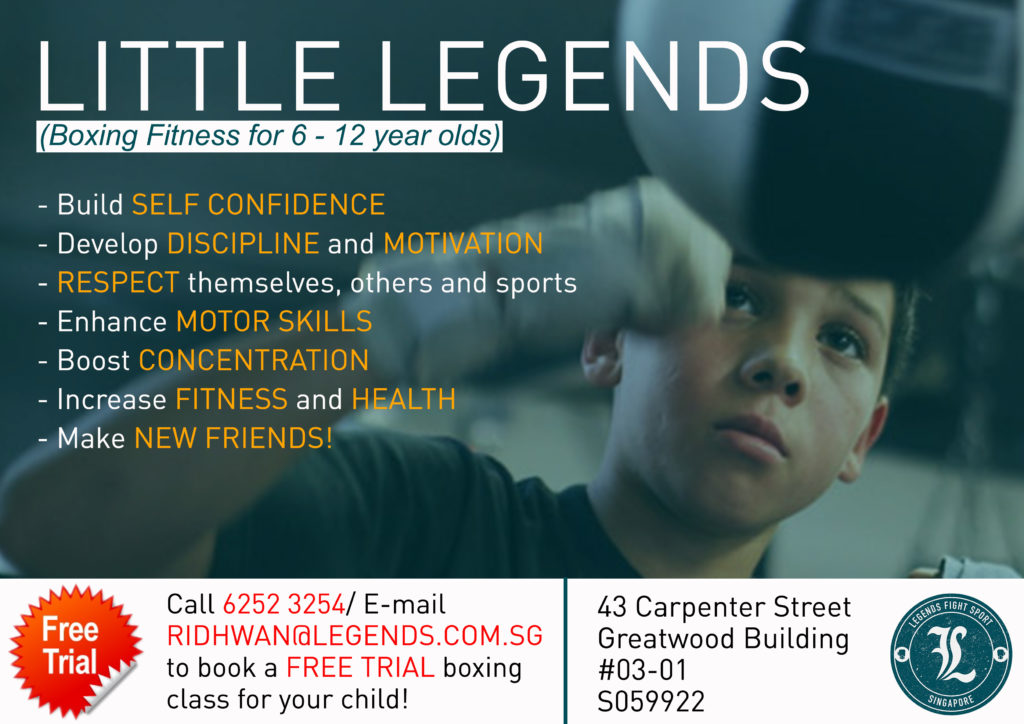 LITTLE LEGENDS
(Boxing Fitness for 6 - 12 year olds)
- Build SELF CONFIDENCE
- Develop DISCIPLINE and MOTIVATION
- RESPECT themselves, others and sports
- Enhance MOTOR SKILLS
- Boost CONCENTRATION
- Increase FITNESS and HEALTH
- Make NEW FRIENDS!
Free
Trial
Call 6252 3254/ E-mail
RIDHWAN@LEGENDS.COM.SG
to book a FREE TRIAL boxing
class for your child!
43 Carpenter Street
Greatwood Building
#03-01
S059922
LEGENDS FIGHT SPORT
L
SINGAPORE